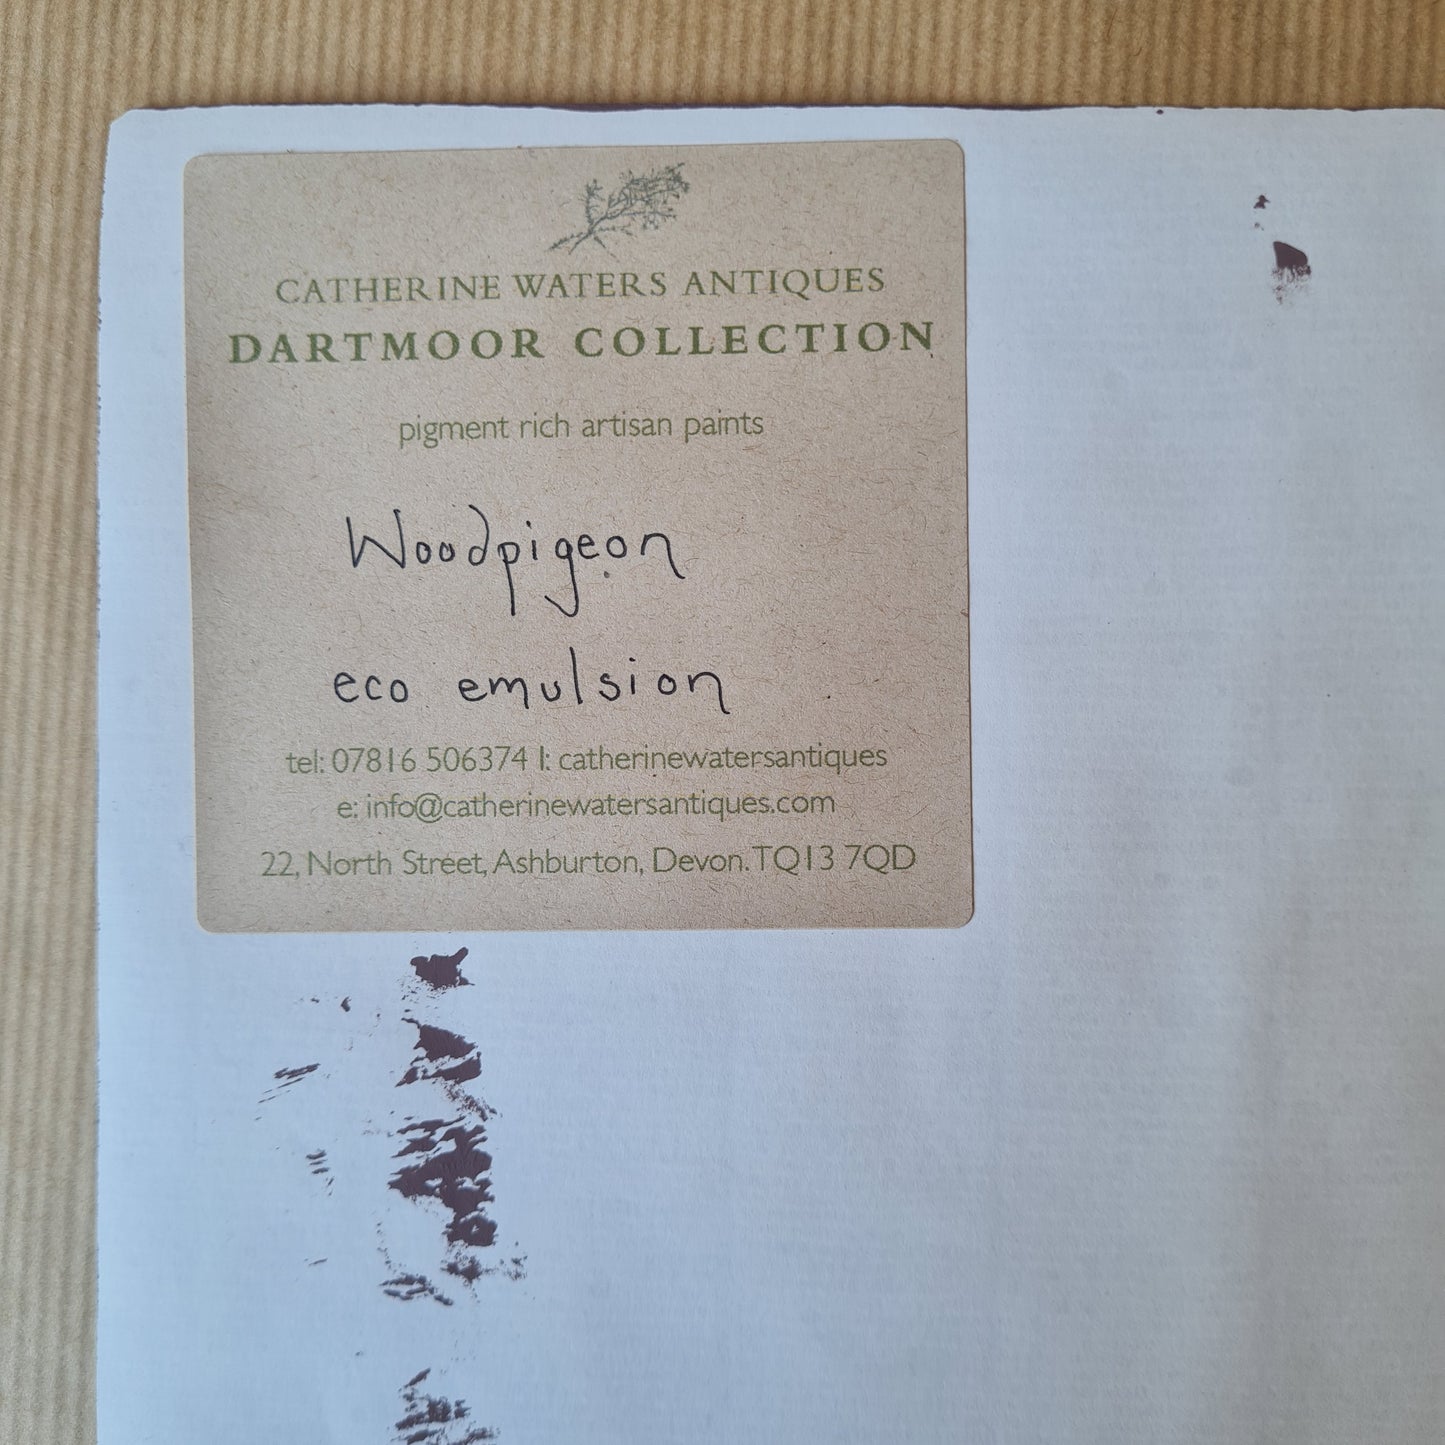 CATHERINE WATERS ANTIQUES
DARTMOOR COLLECTION
pigment rich artisan paints
Woodpigeon
eco emulsion
tel: 07816 506374 I: catherinewatersantiques
e: info@catherinewatersantiques.com
22, North Street, Ashburton, Devon. TQ13 7QD